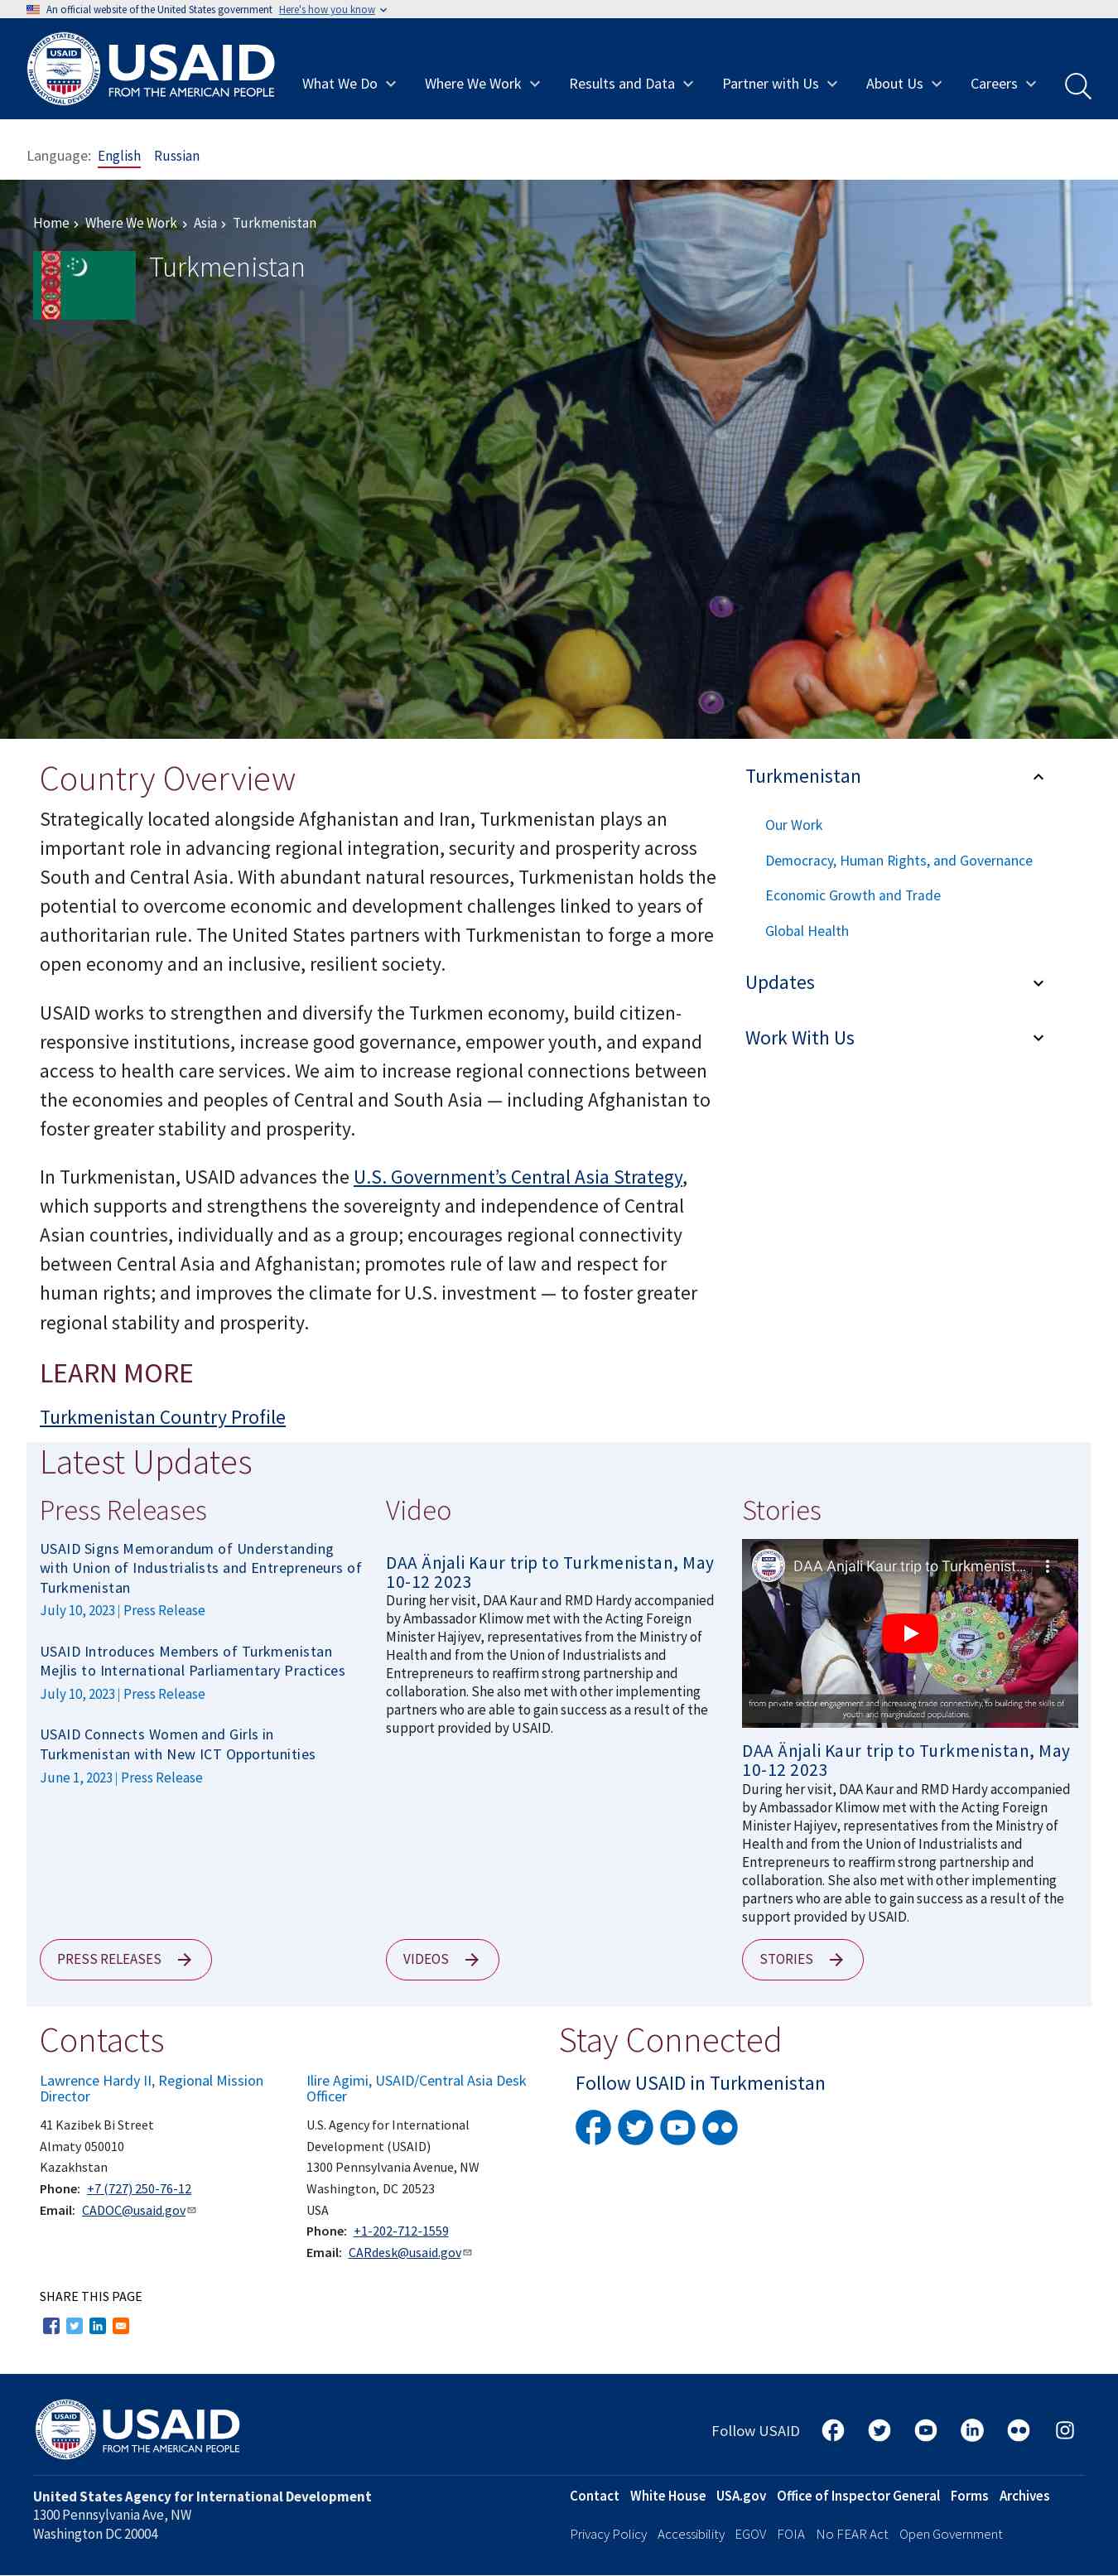 An official website of the United States government Here's how you know
USAID
USAID
FROM THE AMERICAN PEOPLE
What We Do
Where We Work
Results and Data
Partner with Us
About Us
Careers
Language: English Russian
Home › Where We Work › Asia › Turkmenistan
Turkmenistan
Country Overview
Strategically located alongside Afghanistan and Iran, Turkmenistan plays an
important role in advancing regional integration, security and prosperity across
South and Central Asia. With abundant natural resources, Turkmenistan holds the
potential to overcome economic and development challenges linked to years of
authoritarian rule. The United States partners with Turkmenistan to forge a more
open economy and an inclusive, resilient society.
USAID works to strengthen and diversify the Turkmen economy, build citizen-
responsive institutions, increase good governance, empower youth, and expand
access to health care services. We aim to increase regional connections between
the economies and peoples of Central and South Asia — including Afghanistan to
foster greater stability and prosperity.
In Turkmenistan, USAID advances the U.S. Government’s Central Asia Strategy,
which supports and strengthens the sovereignty and independence of Central
Asian countries, individually and as a group; encourages regional connectivity
between Central Asia and Afghanistan; promotes rule of law and respect for
human rights; and improves the climate for U.S. investment — to foster greater
regional stability and prosperity.
LEARN MORE
Turkmenistan Country Profile
Turkmenistan
Our Work
Democracy, Human Rights, and Governance
Economic Growth and Trade
Global Health
Updates
Work With Us
Latest Updates
Press Releases
USAID Signs Memorandum of Understanding
with Union of Industrialists and Entrepreneurs of
Turkmenistan
July 10, 2023 | Press Release
USAID Introduces Members of Turkmenistan
Mejlis to International Parliamentary Practices
July 10, 2023 | Press Release
USAID Connects Women and Girls in
Turkmenistan with New ICT Opportunities
June 1, 2023 | Press Release
PRESS RELEASES
Video
DAA Änjali Kaur trip to Turkmenistan, May
10-12 2023
During her visit, DAA Kaur and RMD Hardy accompanied
by Ambassador Klimow met with the Acting Foreign
Minister Hajiyev, representatives from the Ministry of
Health and from the Union of Industrialists and
Entrepreneurs to reaffirm strong partnership and
collaboration. She also met with other implementing
partners who are able to gain success as a result of the
support provided by USAID.
VIDEOS
Stories
DAA Anjali Kaur trip to Turkmenist...
from private sector engagement and increasing trade connectivity, to building the skills of
youth and marginalized populations.
DAA Änjali Kaur trip to Turkmenistan, May
10-12 2023
During her visit, DAA Kaur and RMD Hardy accompanied
by Ambassador Klimow met with the Acting Foreign
Minister Hajiyev, representatives from the Ministry of
Health and from the Union of Industrialists and
Entrepreneurs to reaffirm strong partnership and
collaboration. She also met with other implementing
partners who are able to gain success as a result of the
support provided by USAID.
STORIES
Contacts
Lawrence Hardy II, Regional Mission
Director
41 Kazibek Bi Street
Almaty 050010
Kazakhstan
Phone: +7 (727) 250-76-12
Email: CADOC@usaid.gov
Ilire Agimi, USAID/Central Asia Desk
Officer
U.S. Agency for International
Development (USAID)
1300 Pennsylvania Avenue, NW
Washington, DC 20523
USA
Phone: +1-202-712-1559
Email: CARdesk@usaid.gov
Stay Connected
Follow USAID in Turkmenistan
SHARE THIS PAGE
USAID
USAID
FROM THE AMERICAN PEOPLE
Follow USAID
United States Agency for International Development
1300 Pennsylvania Ave, NW
Washington DC 20004
Contact White House USA.gov Office of Inspector General Forms Archives
Privacy Policy Accessibility EGOV FOIA No FEAR Act Open Government